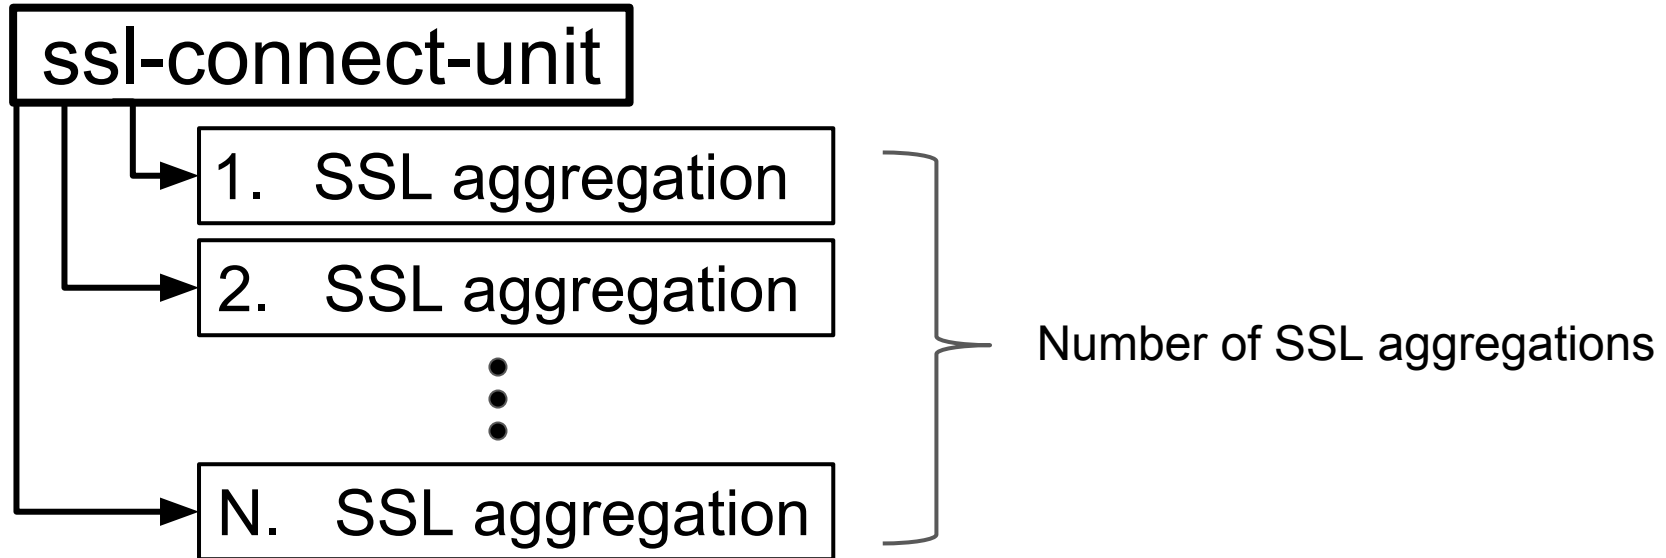 ssl-connect-unit
1. SSL aggregation
2. SSL aggregation
Number of SSL aggregations
N. SSL aggregation